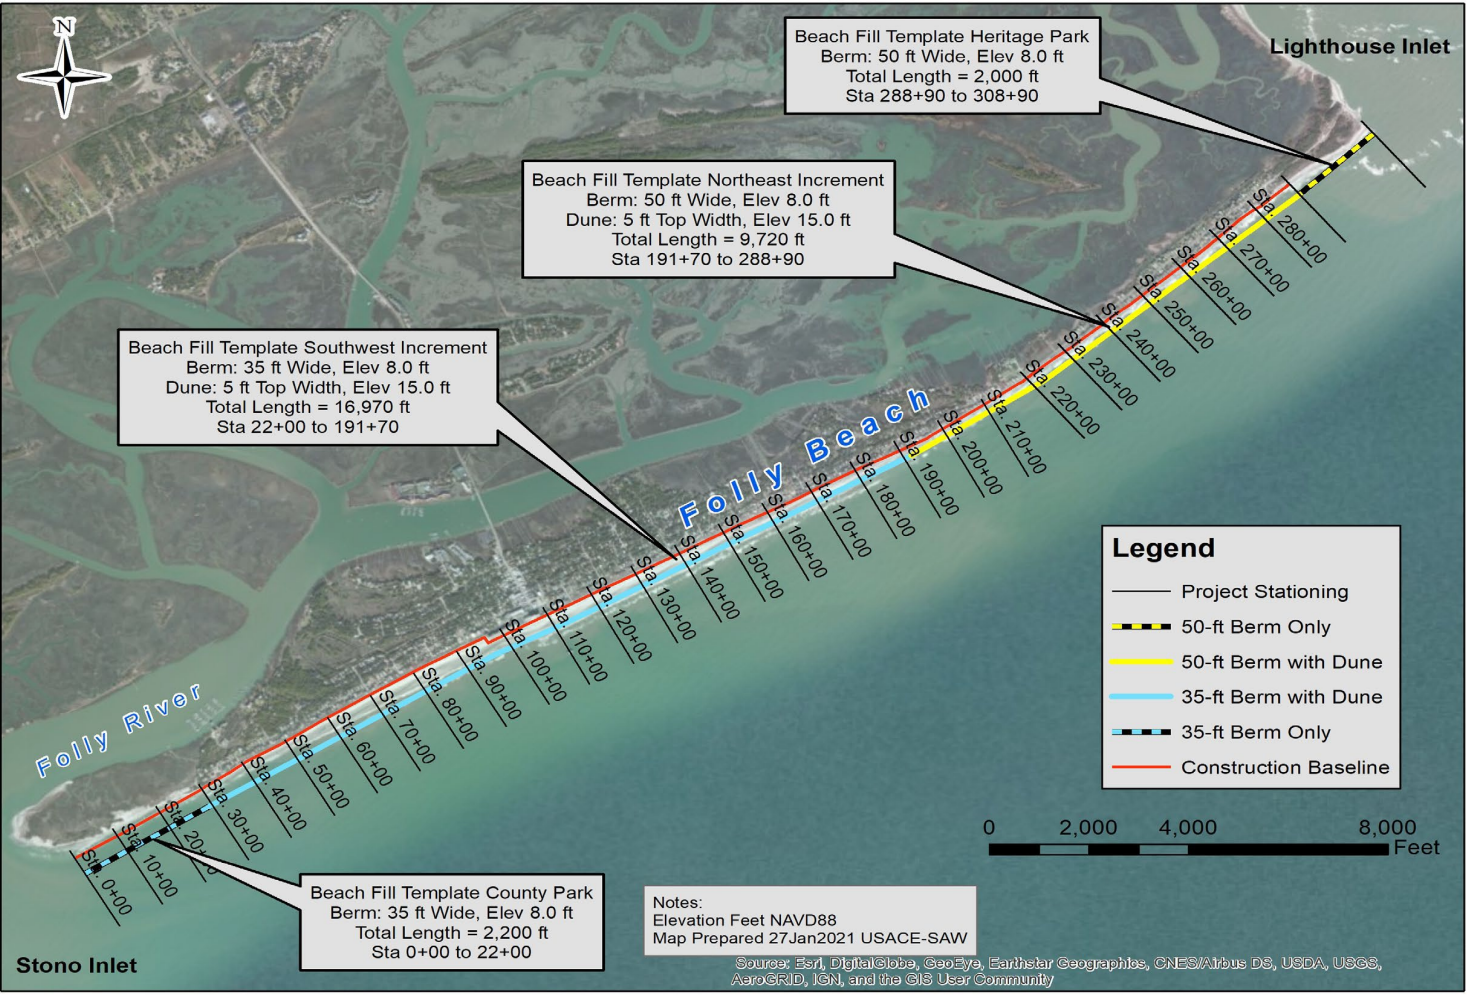 N
Lighthouse Inlet
Beach Fill Template Heritage Park
Berm: 50 ft Wide, Elev 8.0 ft
Total Length = 2,000 ft
Sta 288+90 to 308+90
Beach Fill Template Northeast Increment
Berm: 50 ft Wide, Elev 8.0 ft
Dune: 5 ft Top Width, Elev 15.0 ft
Total Length = 9,720 ft
Sta 191+70 to 288+90
Beach Fill Template Southwest Increment
Berm: 35 ft Wide, Elev 8.0 ft
Dune: 5 ft Top Width, Elev 15.0 ft
Total Length = 16,970 ft
Sta 22+00 to 191+70
Folly Beach
Folly River
Sta. 0+00
Sta. 10+00
Sta. 20+00
Sta. 30+00
Sta. 40+00
Sta. 50+00
Sta. 60+00
Sta. 70+00
Sta. 80+00
Sta. 90+00
Sta. 100+00
Sta. 110+00
Sta. 120+00
Sta. 130+00
Sta. 140+00
Sta. 150+00
Sta. 160+00
Sta. 170+00
Sta. 180+00
Sta. 190+00
Sta. 200+00
Sta. 210+00
Sta. 220+00
Sta. 230+00
Sta. 240+00
Sta. 250+00
Sta. 260+00
Sta. 270+00
Sta. 280+00
Legend
Project Stationing
50-ft Berm Only
50-ft Berm with Dune
35-ft Berm with Dune
35-ft Berm Only
Construction Baseline
0 2,000 4,000 8,000
Feet
Beach Fill Template County Park
Berm: 35 ft Wide, Elev 8.0 ft
Total Length = 2,200 ft
Sta 0+00 to 22+00
Notes:
Elevation Feet NAVD88
Map Prepared 27Jan2021 USACE-SAW
Stono Inlet
Source: Esri, DigitalGlobe, GeoEye, Earthstar Geographics, CNES/Airbus DS, USDA, USGS,
AeroGRID, IGN, and the GIS User Community